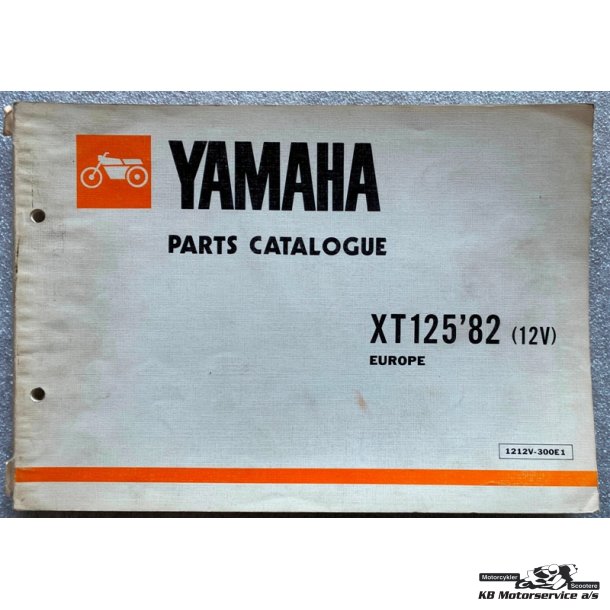 YAMAHA
PARTS CATALOGUE
XT125'82 (12V)
EUROPE
1212V-300E1
Motorcykler Scootere
KB Motorservice a/s